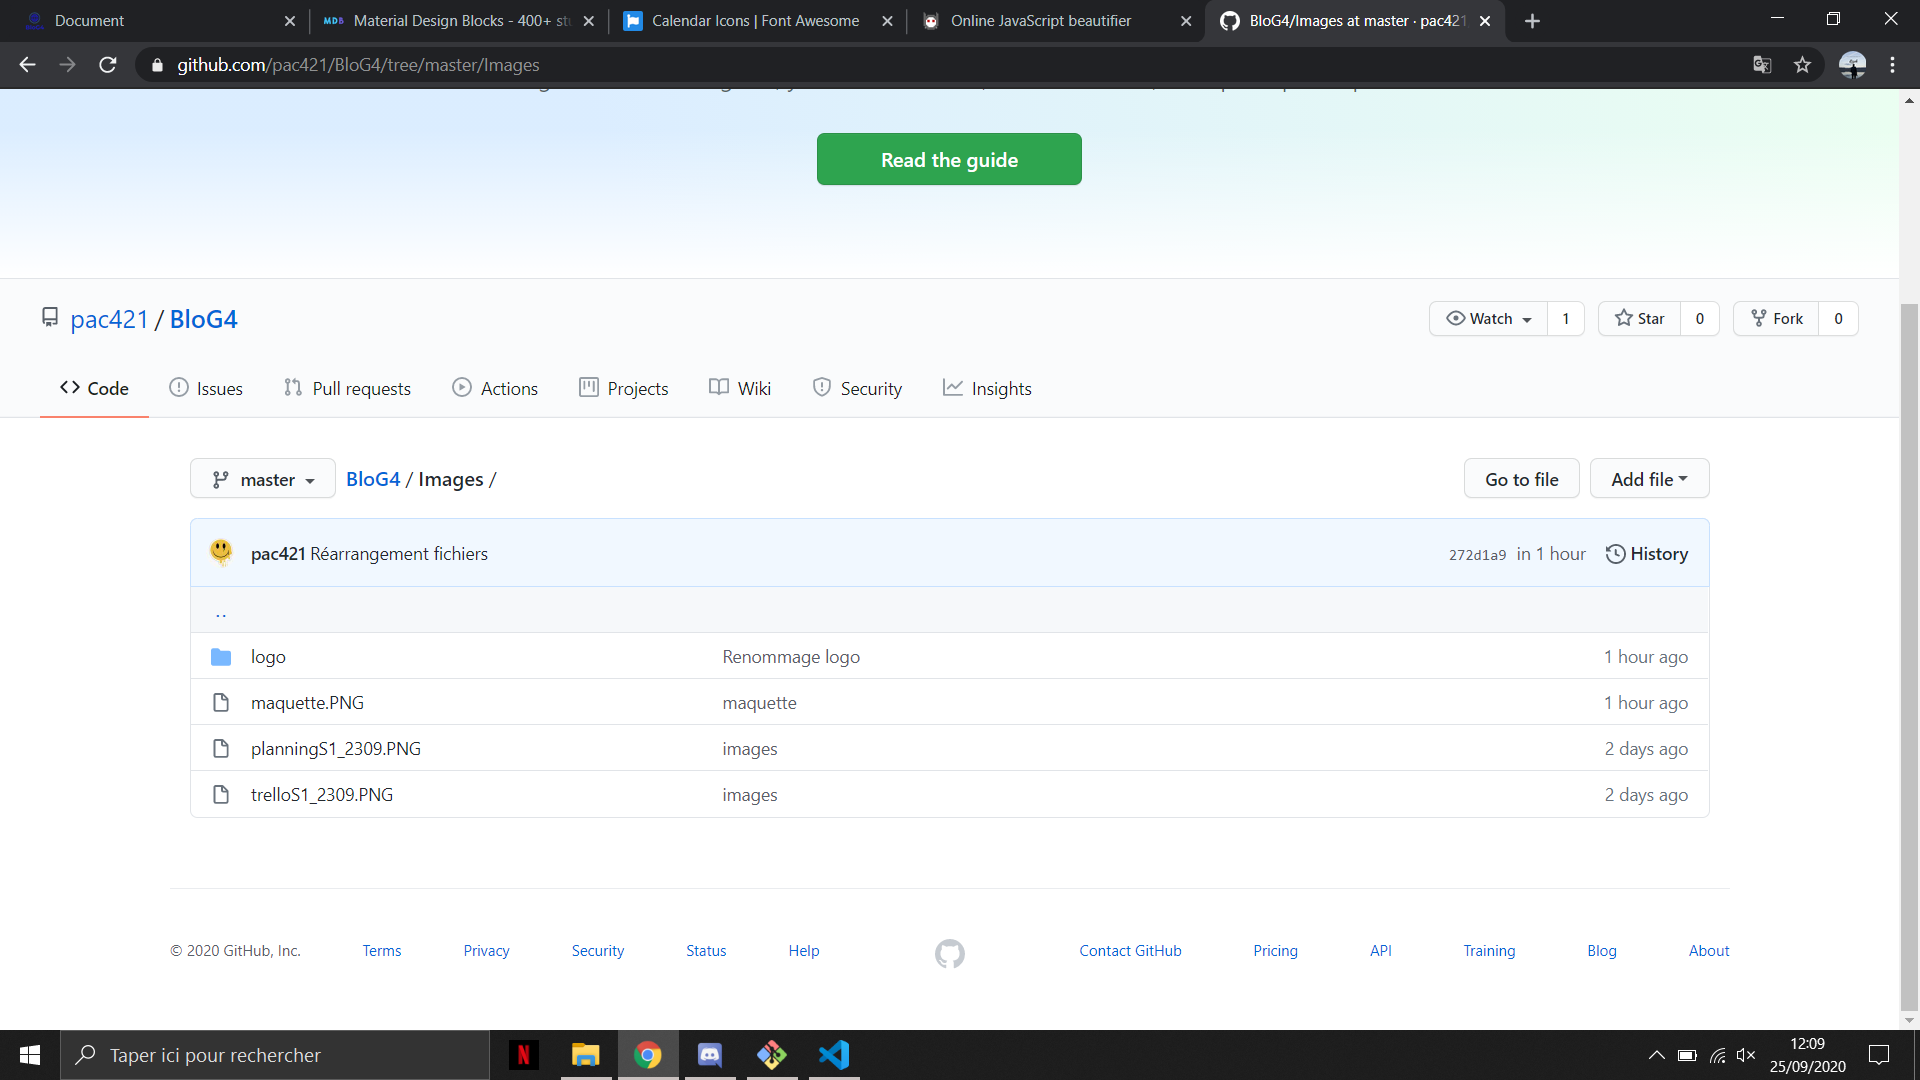 Document
MDB Material Design Blocks - 400+ stu
Calendar Icons | Font Awesome
Online JavaScript beautifier
BloG4/Images at master · pac421
github.com/pac421/BloG4/tree/master/Images
Read the guide
pac421 / BloG4
Watch 1
Star 0
Fork 0
Code
Issues
Pull requests
Actions
Projects
Wiki
Security
Insights
master
BloG4 / Images /
Go to file
Add file
pac421 Réarrangement fichiers
272d1a9 in 1 hour
History
..
logo Renommage logo 1 hour ago
maquette.PNG maquette 1 hour ago
planningS1_2309.PNG images 2 days ago
trelloS1_2309.PNG images 2 days ago
© 2020 GitHub, Inc.
Terms
Privacy
Security
Status
Help
Contact GitHub
Pricing
API
Training
Blog
About
Taper ici pour rechercher
N
12:09
25/09/2020